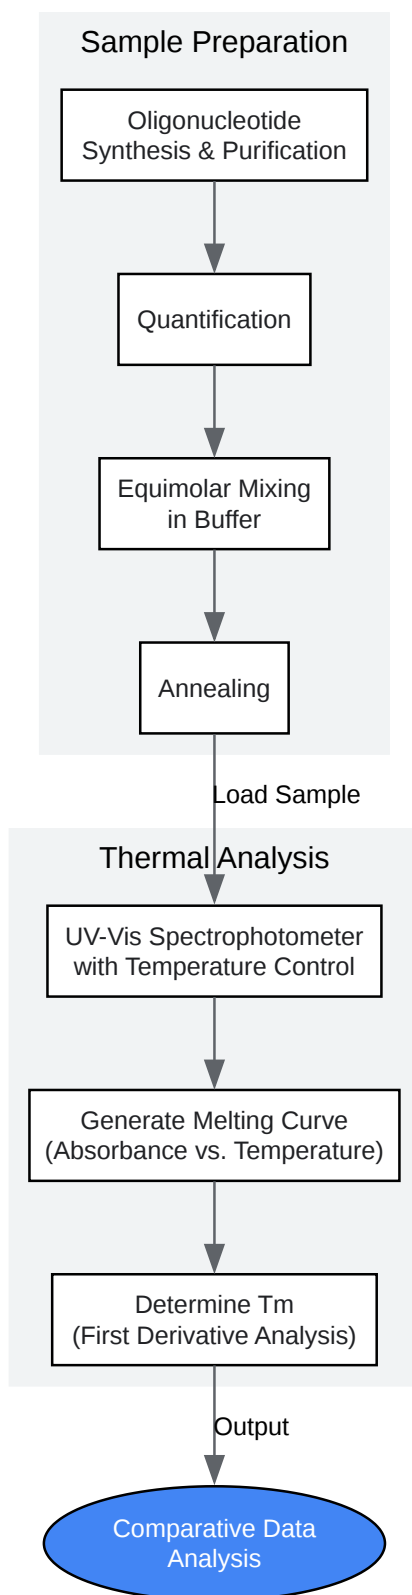 Sample Preparation
Oligonucleotide
Synthesis & Purification
Quantification
Equimolar Mixing
in Buffer
Annealing
Load Sample
Thermal Analysis
UV-Vis Spectrophotometer
with Temperature Control
Generate Melting Curve
(Absorbance vs. Temperature)
Determine Tm
(First Derivative Analysis)
Output
Comparative Data
Analysis